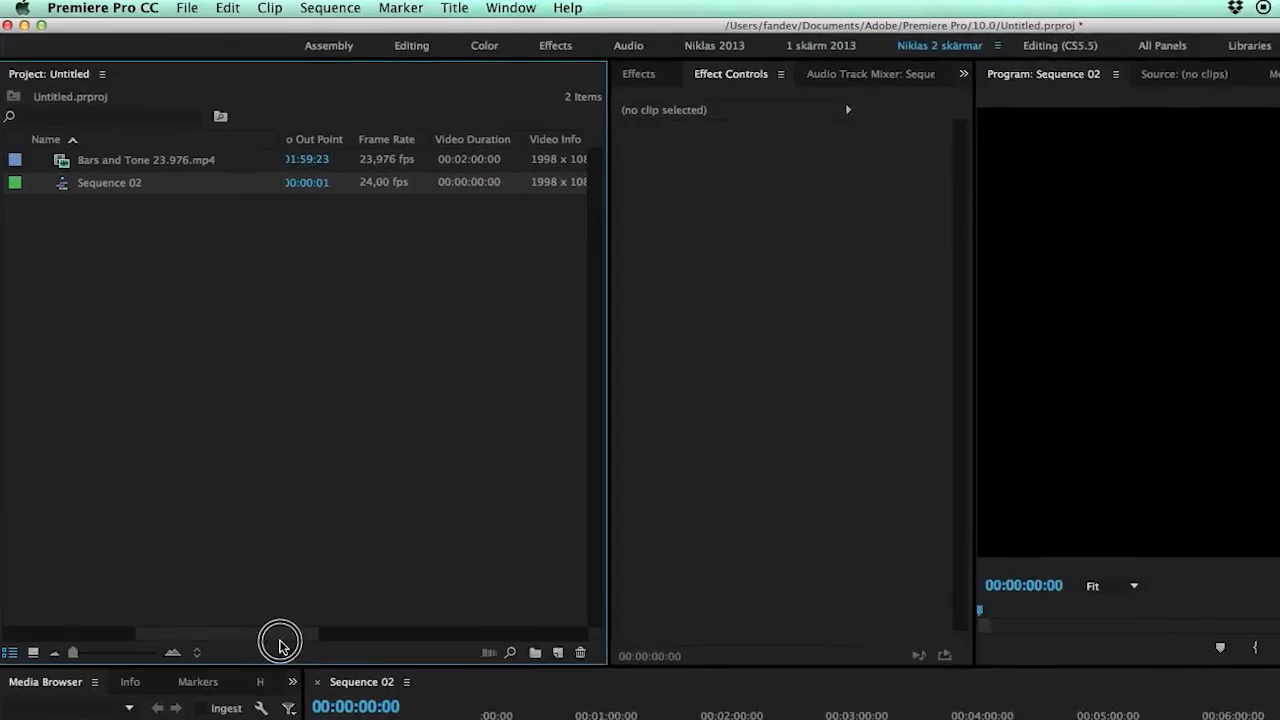 Premiere Pro CC File Edit Clip Sequence Marker Title Window Help
/Users/fandev/Documents/Adobe/Premiere Pro/10.0/Untitled.prproj *
Assembly Editing Color Effects Audio Niklas 2013 1 skärm 2013 Niklas 2 skärmar Editing (CS5.5) All Panels Libraries
Project: Untitled Effects Effect Controls Audio Track Mixer: Seque Program: Sequence 02 Source: (no clips) Me
Untitled.prproj 2 Items
(no clip selected)
Name o Out Point Frame Rate Video Duration Video Info
Bars and Tone 23.976.mp4 01:59:23 23,976 fps 00:02:00:00 1998 x 108
Sequence 02 00:00:01 24,00 fps 00:00:00:00 1998 x 108
00:00:00:00 Fit
00:00:00:00
Media Browser Info Markers H × Sequence 02
Ingest 00:00:00:00 :00:00 00:01:00:00 00:02:00:00 00:03:00:00 00:04:00:00 00:05:00:00 00:06:00:00